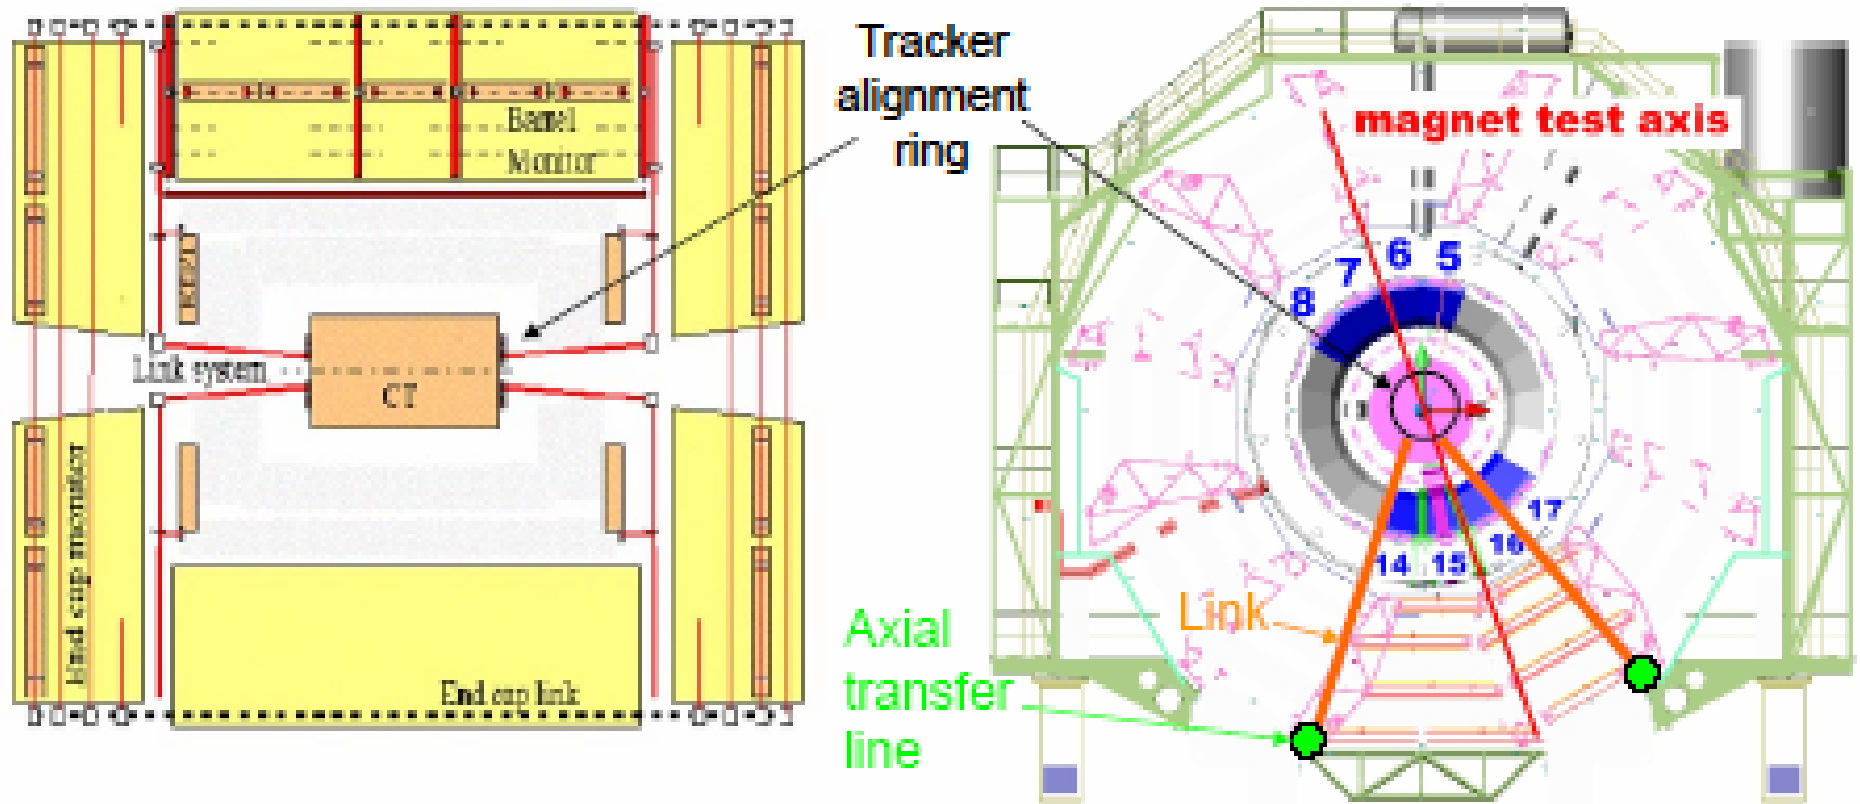 Tracker
alignment
ring
Barrel
Monitor
Link system
CT
End cap monitor
End cap link
magnet test axis
6 5
7
8
17
16
14 15
Link
Axial
transfer
line